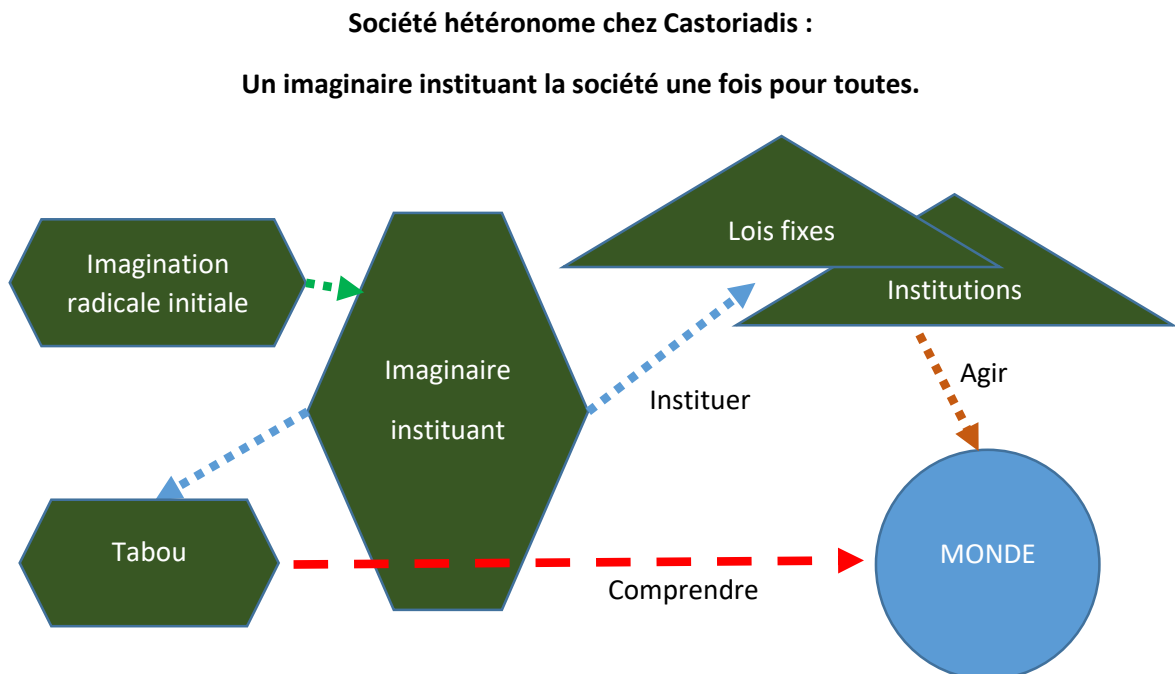 Société hétéronome chez Castoriadis :
Un imaginaire instituant la société une fois pour toutes.
Lois fixes
Imagination
radicale initiale
Institutions
Imaginaire
instituant
Agir
Instituer
Tabou
MONDE
Comprendre